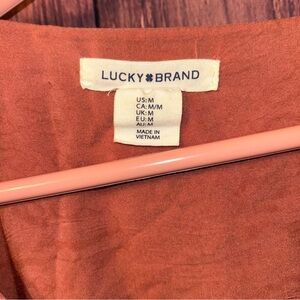 LUCKY BRAND
US:M
CA: M/M
UK: M
EU: M
AU: M
MADE IN
VIETNAM